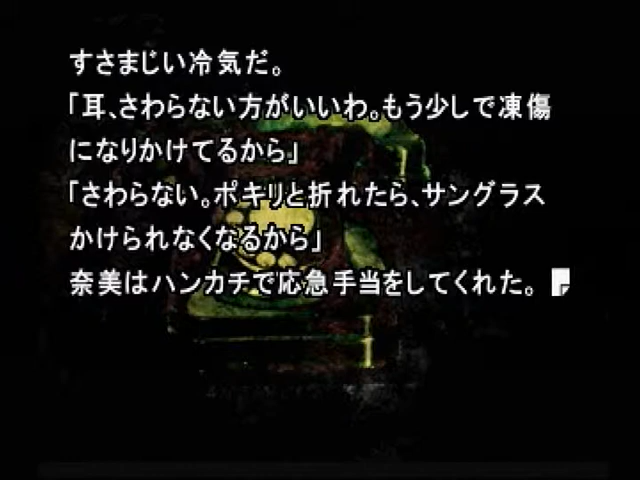 すさまじい冷気だ。
「耳、さわらない方がいいわ。もう少しで凍傷
になりかけてるから」
「さわらない。ポキリと折れたら、サングラス
かけられなくなるから」
奈美はハンカチで応急手当をしてくれた。